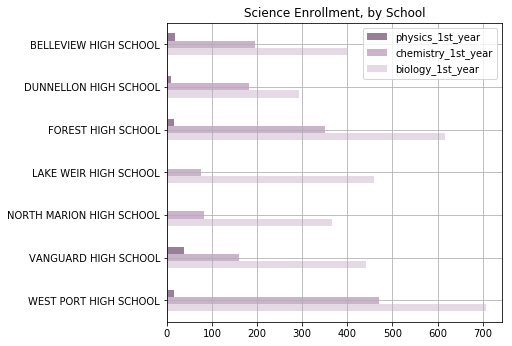 Science Enrollment, by School
physics_1st_year
chemistry_1st_year
biology_1st_year
BELLEVIEW HIGH SCHOOL
DUNNELLON HIGH SCHOOL
FOREST HIGH SCHOOL
LAKE WEIR HIGH SCHOOL
NORTH MARION HIGH SCHOOL
VANGUARD HIGH SCHOOL
WEST PORT HIGH SCHOOL
0 100 200 300 400 500 600 700